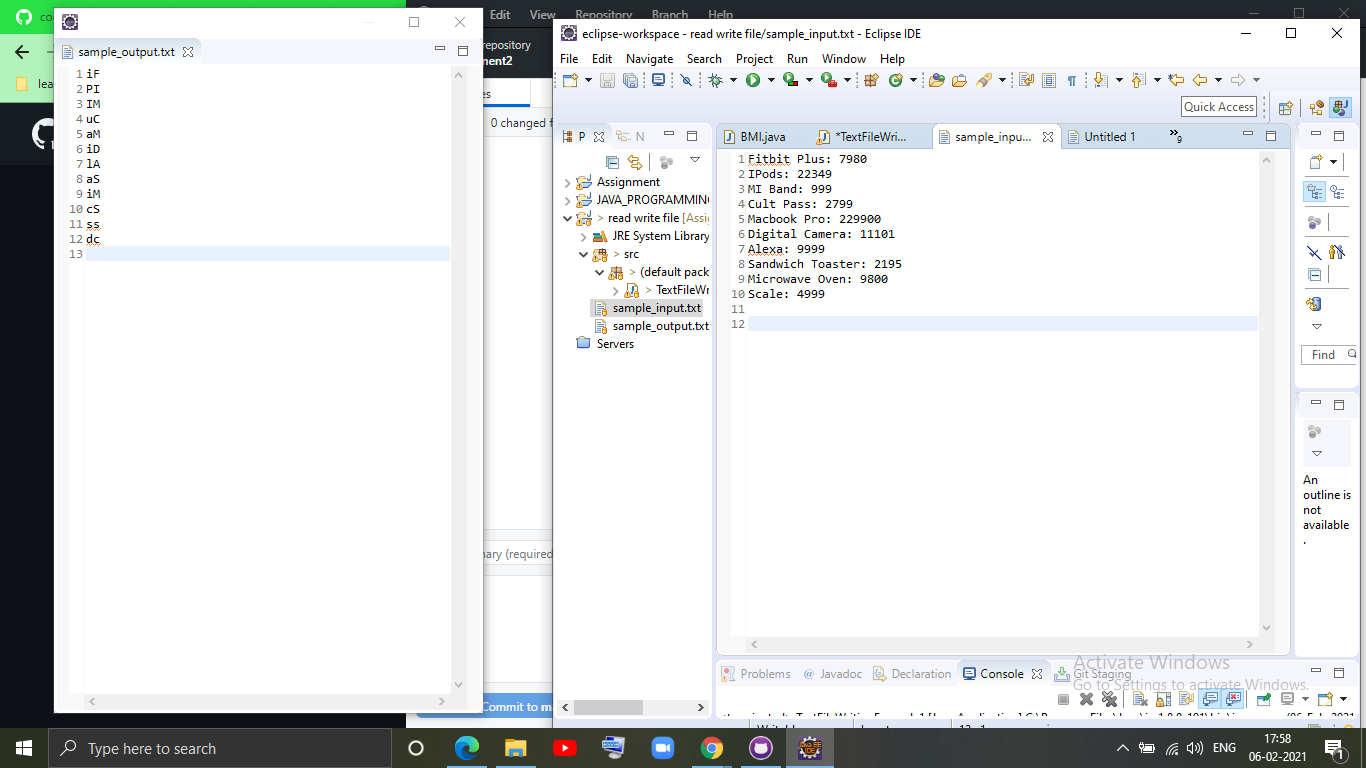 co
Edit View Repository Branch Help
lea
repository
ment2
es
0 changed f
mary (required
Commit to m
sample_output.txt
1 iF
2 PI
3 IM
4 uC
5 aM
6 iD
7 lA
8 aS
9 iM
10 cS
11 ss
12 dc
13
eclipse-workspace - read write file/sample_input.txt - Eclipse IDE
File Edit Navigate Search Project Run Window Help
Quick Access
P N
Assignment
JAVA_PROGRAMMING
> read write file [Assi
JRE System Library
> src
> (default pack
> TextFileWr
sample_input.txt
sample_output.txt
Servers
BMI.java *TextFileWri... sample_inpu... Untitled 1 »9
1 Fitbit Plus: 7980
2 IPods: 22349
3 MI Band: 999
4 Cult Pass: 2799
5 Macbook Pro: 229900
6 Digital Camera: 11101
7 Alexa: 9999
8 Sandwich Toaster: 2195
9 Microwave Oven: 9800
10 Scale: 4999
11
12
Find
An
outline is
not
available
.
Problems @ Javadoc Declaration Console Git Staging
Activate Windows
Go to Settings to activate Windows.
Type here to search
ENG
17:58
06-02-2021
1